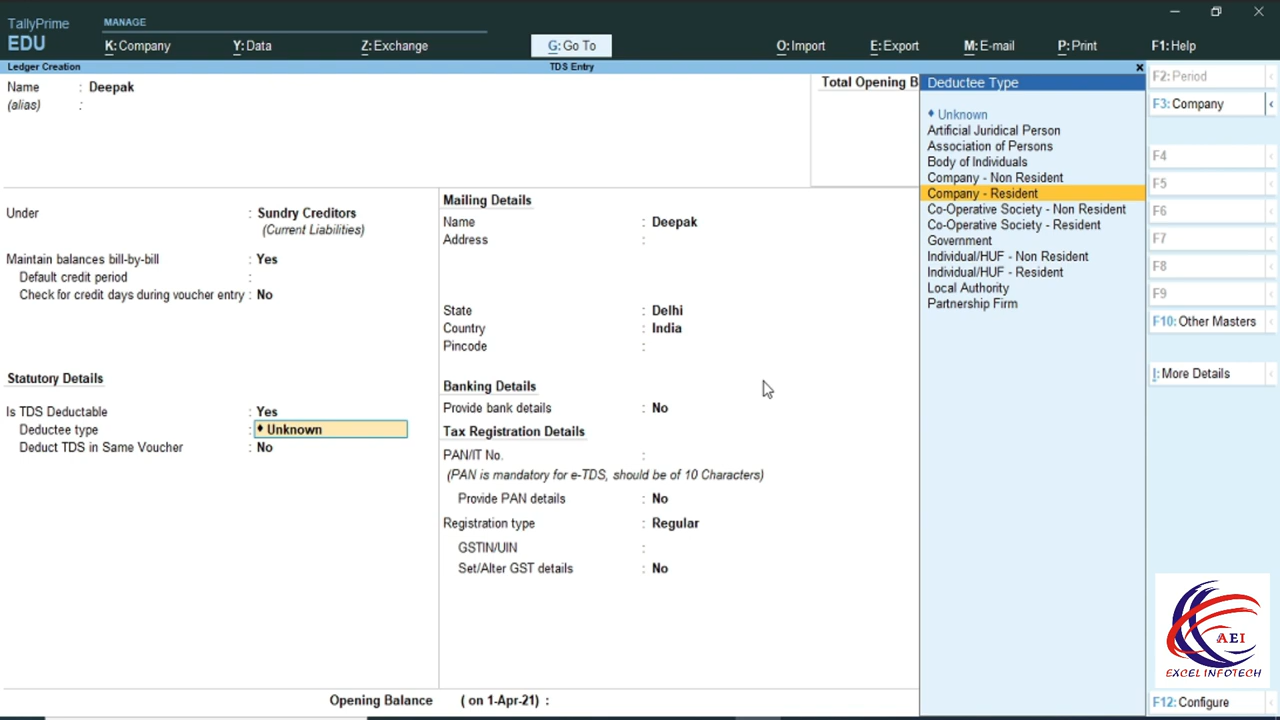 TallyPrime
EDU
MANAGE
K: Company
Y: Data
Z: Exchange
G: Go To
O: Import
E: Export
M: E-mail
P: Print
F1: Help
Ledger Creation
TDS Entry
Name : Deepak
(alias) :
Total Opening B
Under : Sundry Creditors
(Current Liabilities)
Maintain balances bill-by-bill : Yes
Default credit period :
Check for credit days during voucher entry : No
Statutory Details
Is TDS Deductable : Yes
Deductee type : ♦ Unknown
Deduct TDS in Same Voucher : No
Mailing Details
Name : Deepak
Address :
State : Delhi
Country : India
Pincode :
Banking Details
Provide bank details : No
Tax Registration Details
PAN/IT No. :
(PAN is mandatory for e-TDS, should be of 10 Characters)
Provide PAN details : No
Registration type : Regular
GSTIN/UIN :
Set/Alter GST details : No
Opening Balance ( on 1-Apr-21) :
Deductee Type
♦ Unknown
Artificial Juridical Person
Association of Persons
Body of Individuals
Company - Non Resident
Company - Resident
Co-Operative Society - Non Resident
Co-Operative Society - Resident
Government
Individual/HUF - Non Resident
Individual/HUF - Resident
Local Authority
Partnership Firm
F2: Period
F3: Company
F4
F5
F6
F7
F8
F9
F10: Other Masters
I: More Details
AEI
EXCEL INFOTECH
F12: Configure